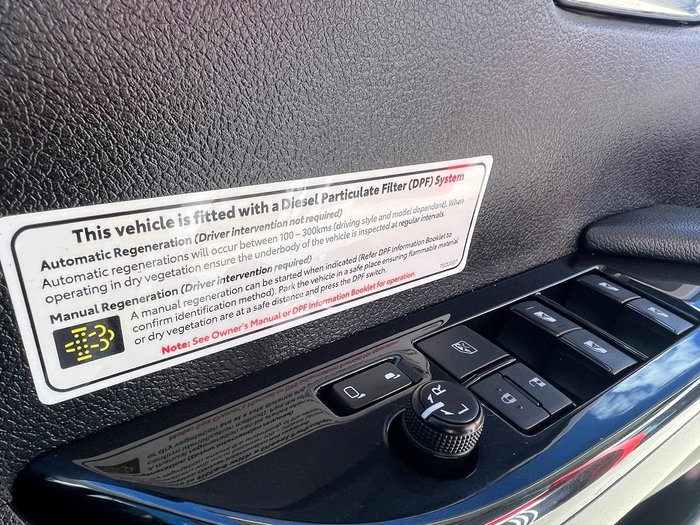 This vehicle is fitted with a Diesel Particulate Filter (DPF) System
Automatic Regeneration (Driver intervention not required)
Automatic regenerations will occur between 100 – 300kms (driving style and model dependant). When
operating in dry vegetation ensure the underbody of the vehicle is inspected at regular intervals.
Manual Regeneration (Driver intervention required)
A manual regeneration can be started when indicated (Refer DPF Information Booklet to
confirm identification method). Park the vehicle in a safe place ensuring flammable material
or dry vegetation are at a safe distance and press the DPF switch.
Note: See Owner's Manual or DPF Information Booklet for operation.
L R